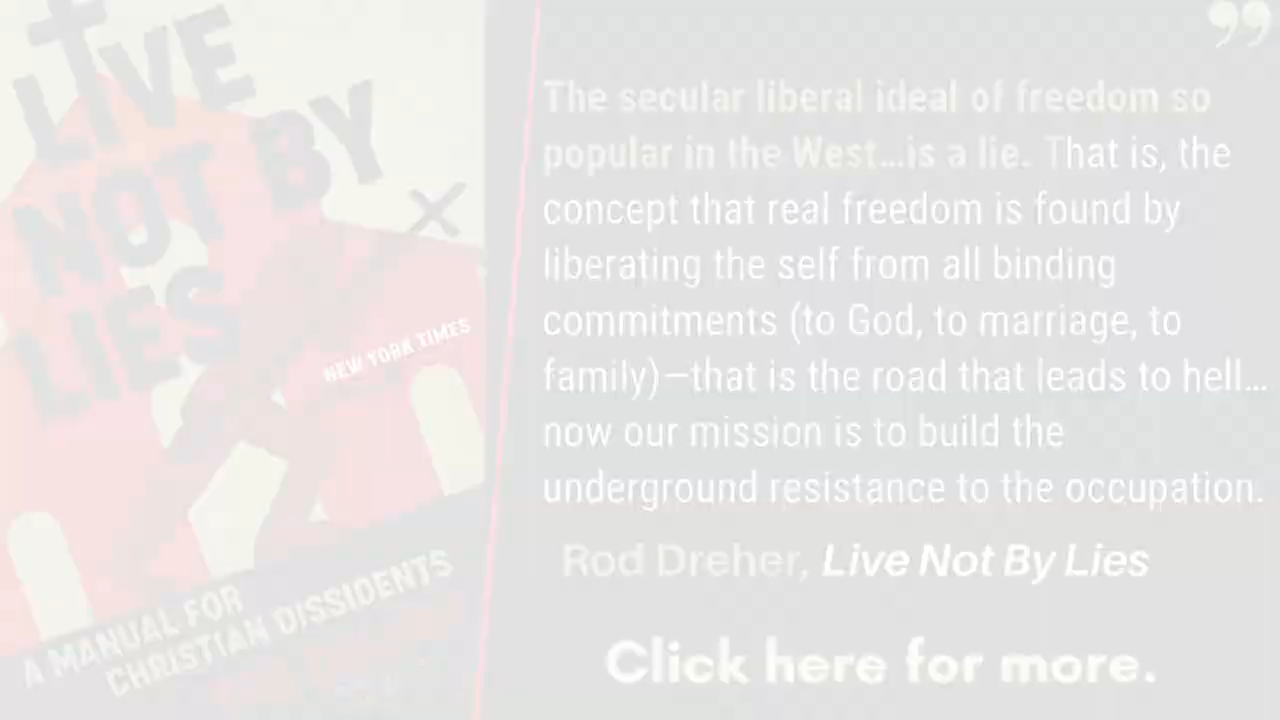 LIVE
NOT BY
LIES
NEW YORK TIMES
A MANUAL FOR
CHRISTIAN DISSIDENTS
”
The secular liberal ideal of freedom so
popular in the West...is a lie. That is, the
concept that real freedom is found by
liberating the self from all binding
commitments (to God, to marriage, to
family)—that is the road that leads to hell...
now our mission is to build the
underground resistance to the occupation.
Rod Dreher, Live Not By Lies
Click here for more.